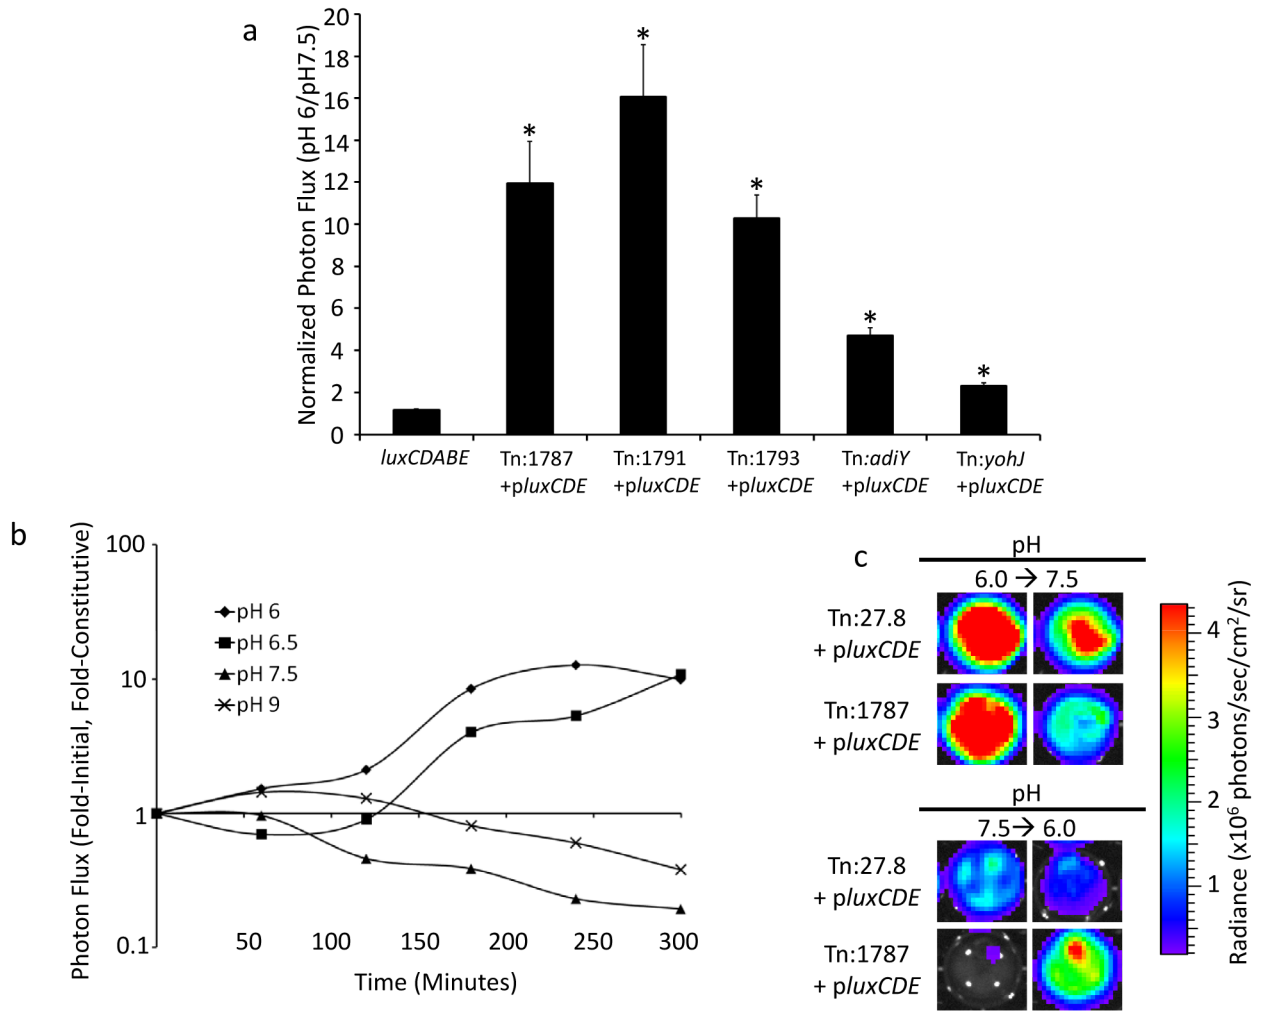 a
Normalized Photon Flux (pH 6/pH7.5)
20
18
16
14
12
10
8
6
4
2
0
*
*
*
*
*
luxCDABE
Tn:1787
+pluxCDE
Tn:1791
+pluxCDE
Tn:1793
+pluxCDE
Tn:adiY
+pluxCDE
Tn:yohJ
+pluxCDE
b
Photon Flux (Fold-Initial, Fold-Constitutive)
100
10
1
0.1
pH 6
pH 6.5
pH 7.5
pH 9
50
100
150
200
250
300
Time (Minutes)
c
pH
6.0 → 7.5
Tn:27.8
+ pluxCDE
Tn:1787
+ pluxCDE
pH
7.5→ 6.0
Tn:27.8
+ pluxCDE
Tn:1787
+ pluxCDE
4
3
2
1
Radiance (x10⁶ photons/sec/cm²/sr)